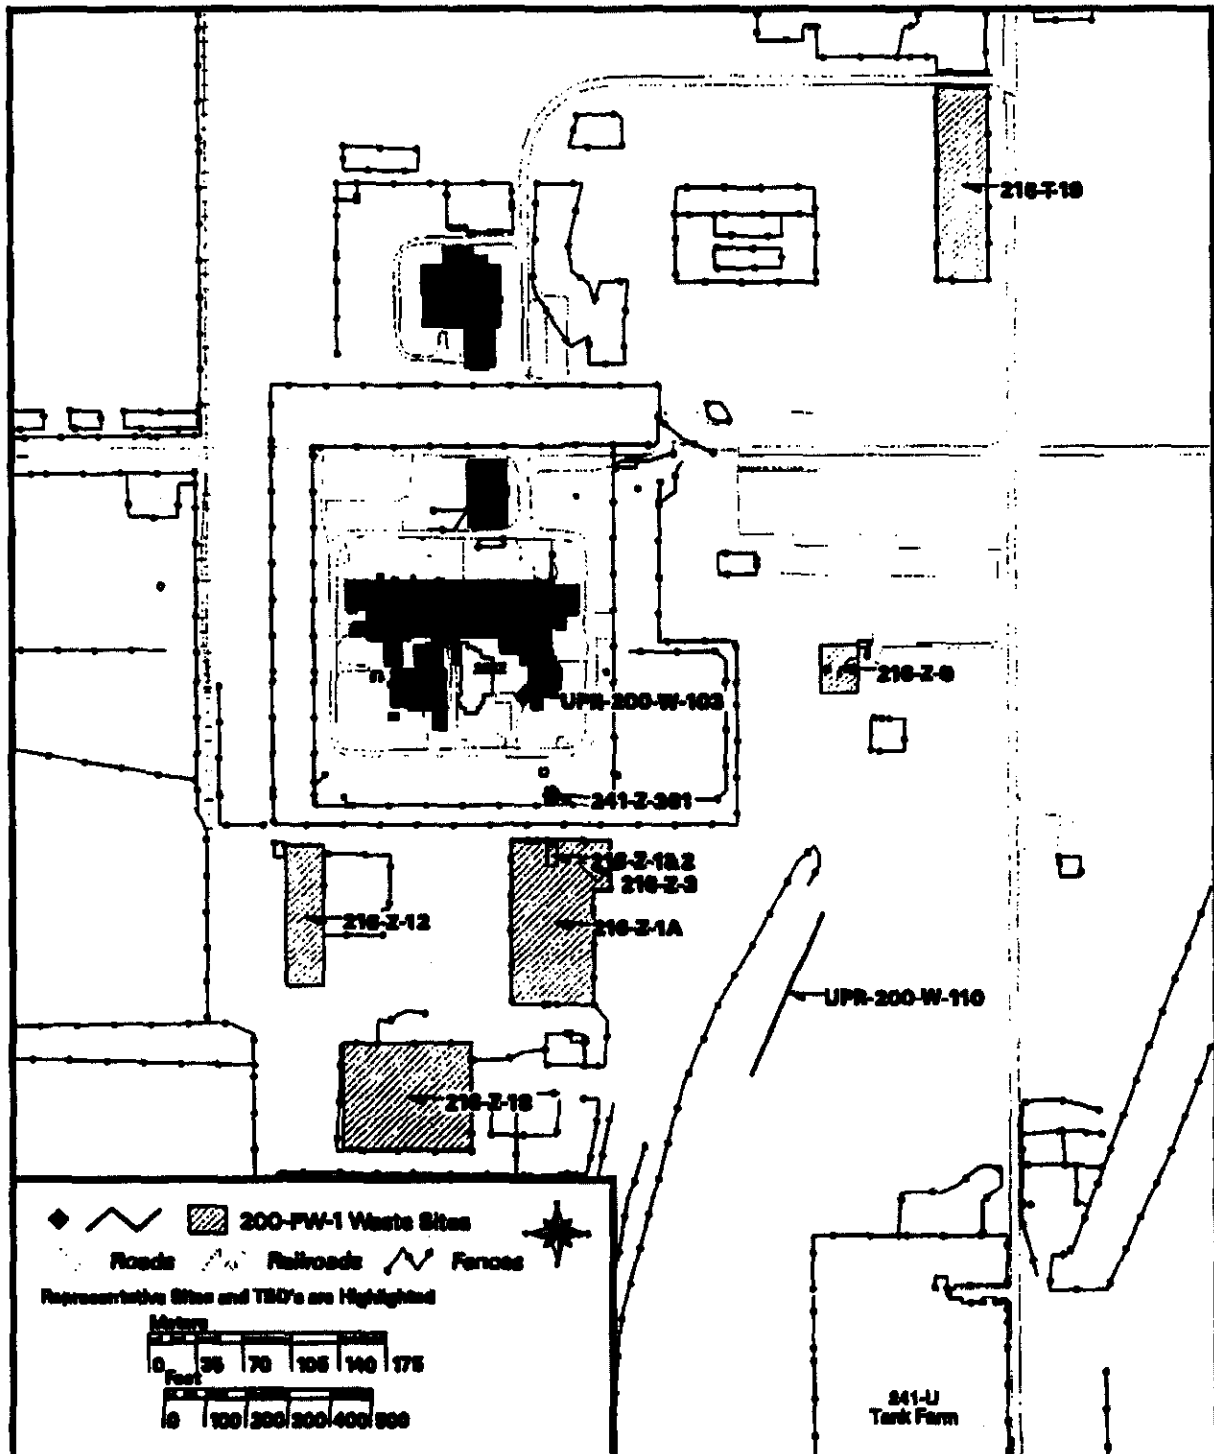 216-T-19
216-Z-9
UPR-200-W-103
241-Z-361
216-Z-1&2
216-Z-3
216-Z-12
216-Z-1A
UPR-200-W-110
216-Z-18
200-PW-1 Waste Sites
Roads Railroads Fences
Representative Sites and TSD's are Highlighted
Meters
0 35 70 105 140 175
Feet
0 100 200 300 400 500
241-U
Tank Farm